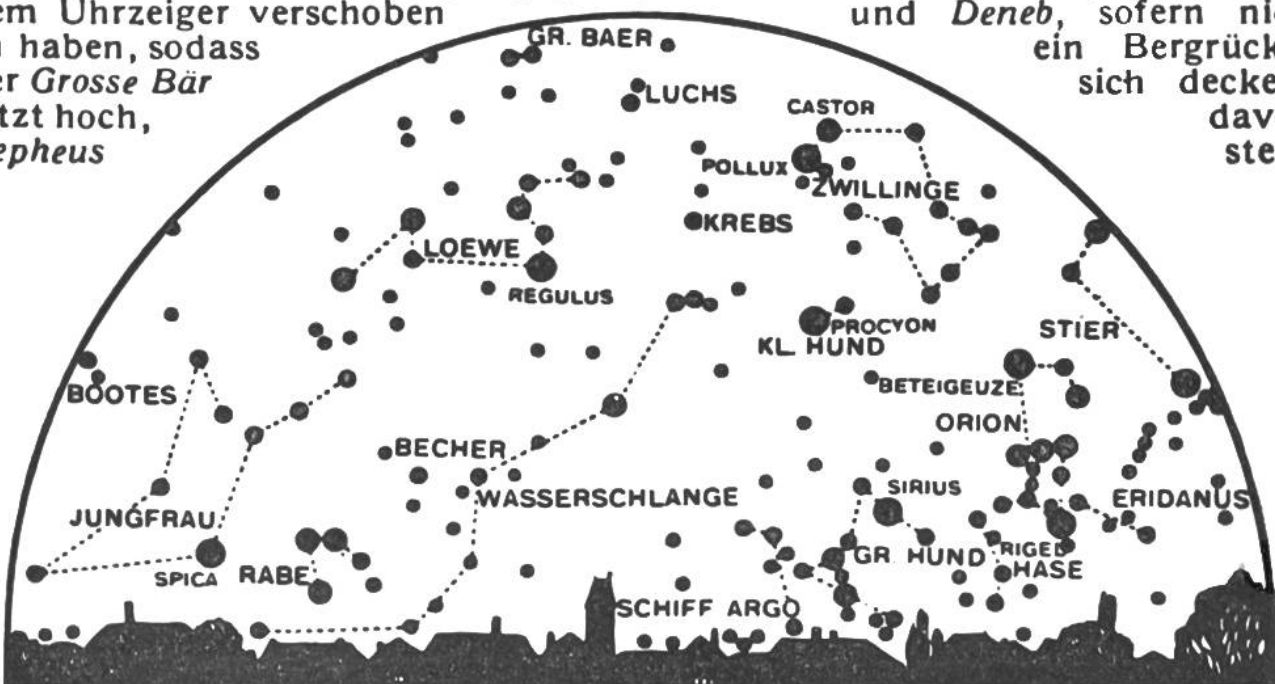 em Uhrzeiger verschoben
haben, sodass
er Grosse Bär
tzt hoch,
epheus
und Deneb, sofern
ein Bergrück
sich decke
dav
ste
GR. BAER
LUCHS
CASTOR
POLLUX
ZWILLINGE
KREBS
LOEWE
REGULUS
PROCYON
KL. HUND
STIER
BOOTES
BETEIGEUZE
ORION
BECHER
WASSERSCHLANGE
SIRIUS
ERIDANUS
JUNGFRAU
SPICA
RABE
GR. HUND
RIGEL
HASE
SCHIFF ARGO